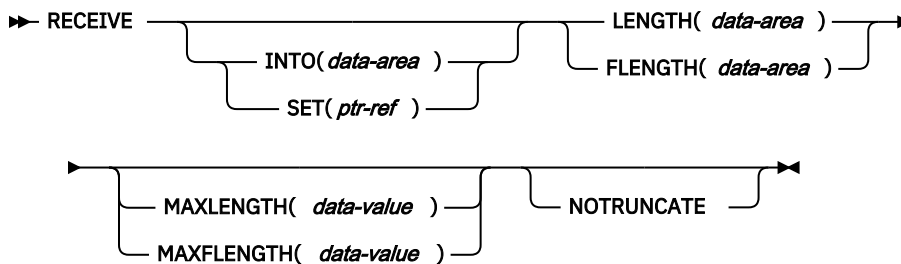 RECEIVE LENGTH( data-area )
INTO( data-area ) FLENGTH( data-area )
SET( ptr-ref )
MAXLENGTH( data-value ) NOTRUNCATE
MAXFLENGTH( data-value )